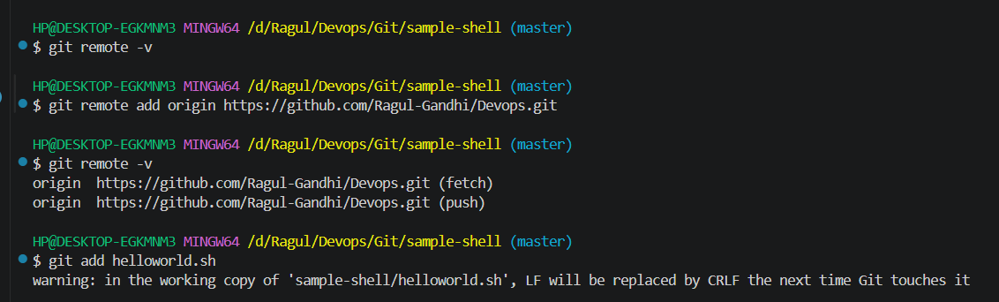 HP@DESKTOP-EGKMNM3 MINGW64 /d/Ragul/Devops/Git/sample-shell (master)
$ git remote -v
HP@DESKTOP-EGKMNM3 MINGW64 /d/Ragul/Devops/Git/sample-shell (master)
$ git remote add origin https://github.com/Ragul-Gandhi/Devops.git
HP@DESKTOP-EGKMNM3 MINGW64 /d/Ragul/Devops/Git/sample-shell (master)
$ git remote -v
origin  https://github.com/Ragul-Gandhi/Devops.git (fetch)
origin  https://github.com/Ragul-Gandhi/Devops.git (push)
HP@DESKTOP-EGKMNM3 MINGW64 /d/Ragul/Devops/Git/sample-shell (master)
$ git add helloworld.sh
warning: in the working copy of 'sample-shell/helloworld.sh', LF will be replaced by CRLF the next time Git touches it